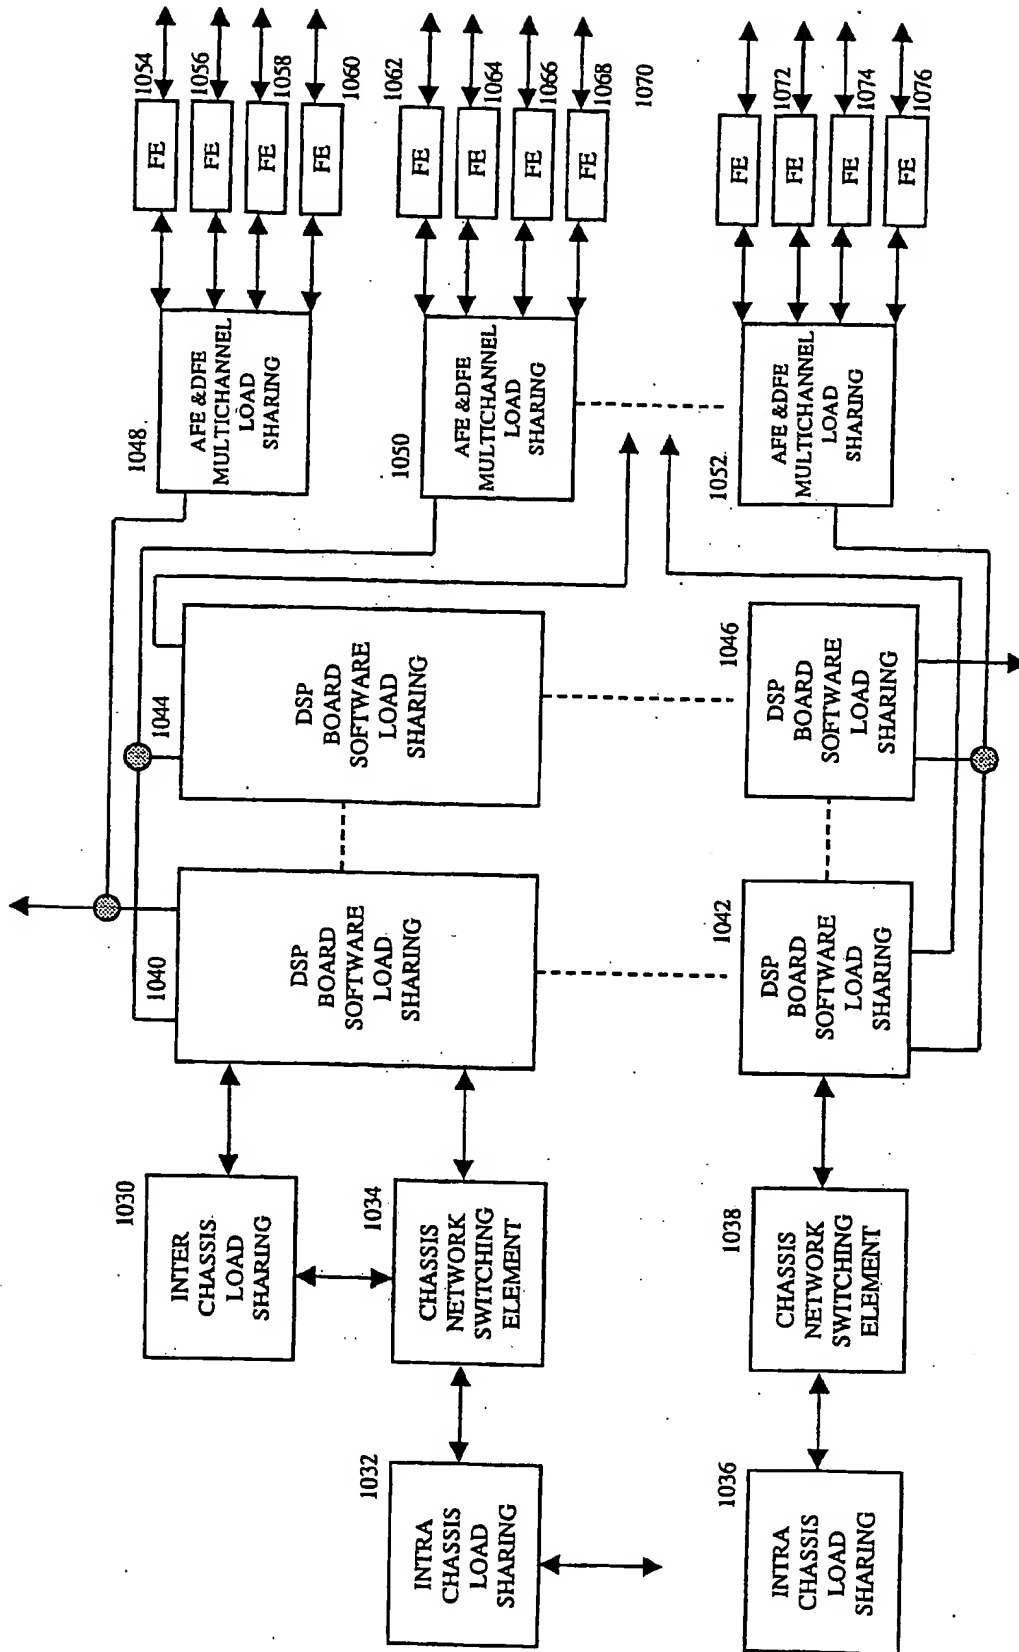 1030
INTER
CHASSIS
LOAD
SHARING
1032
INTRA
CHASSIS
LOAD
SHARING
1034
CHASSIS
NETWORK
SWITCHING
ELEMENT
1036
INTRA
CHASSIS
LOAD
SHARING
1038
CHASSIS
NETWORK
SWITCHING
ELEMENT
1040
DSP
BOARD
SOFTWARE
LOAD
SHARING
1042
DSP
BOARD
SOFTWARE
LOAD
SHARING
1044
DSP
BOARD
SOFTWARE
LOAD
SHARING
1046
DSP
BOARD
SOFTWARE
LOAD
SHARING
1048
AFE &DFE
MULTICHANNEL
LOAD
SHARING
1050
AFE &DFE
MULTICHANNEL
LOAD
SHARING
1052
AFE &DFE
MULTICHANNEL
LOAD
SHARING
1054
FE
1056
FE
1058
FE
1060
FE
1062
FE
1064
FE
1066
FE
1068
FE
1070
FE
1072
FE
1074
FE
1076
FE